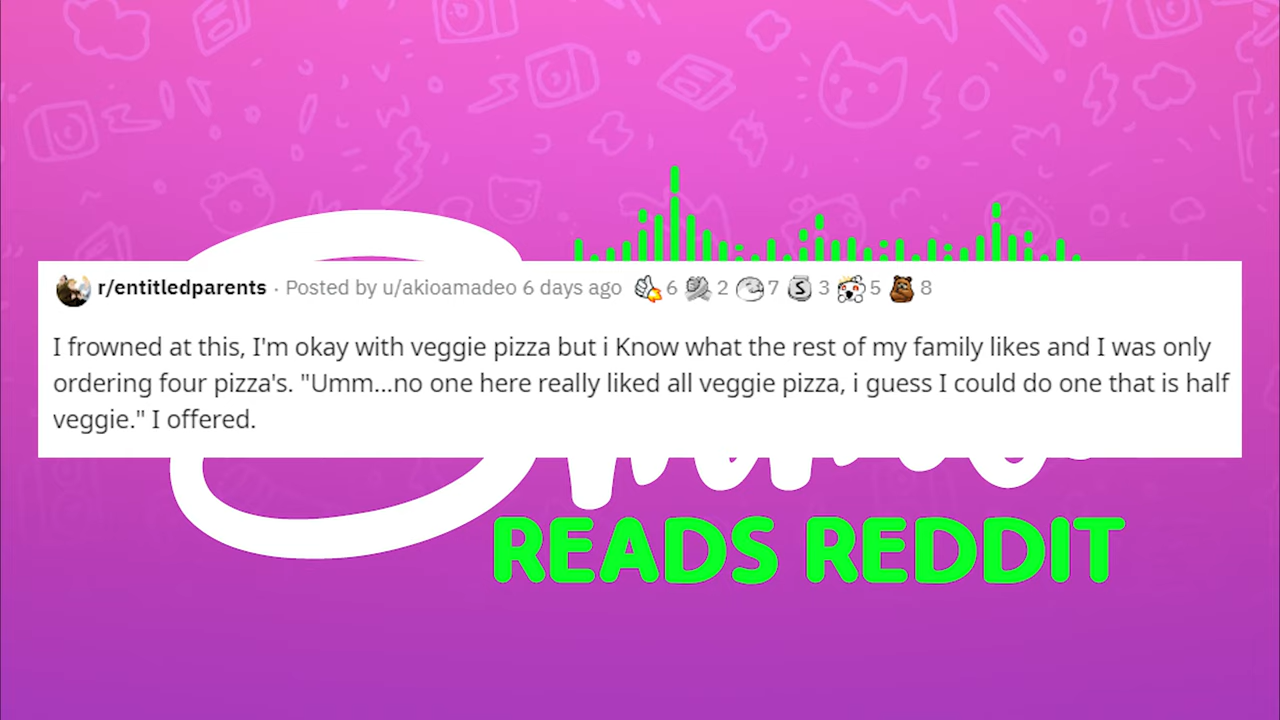 r/entitledparents · Posted by u/akioamadeo 6 days ago 6 2 7 3 5 8
I frowned at this, I'm okay with veggie pizza but i Know what the rest of my family likes and I was only
ordering four pizza's. "Umm...no one here really liked all veggie pizza, i guess I could do one that is half
veggie." I offered.
READS REDDIT